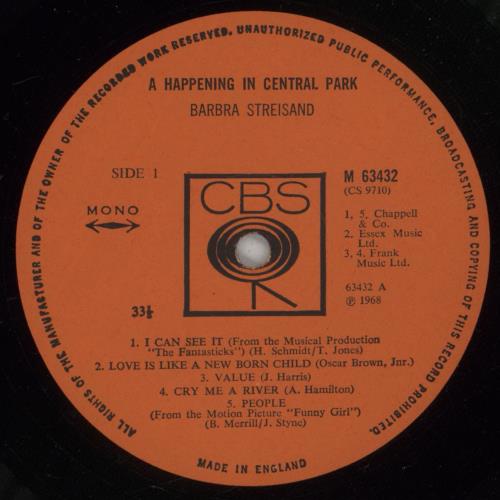 ALL RIGHTS OF THE MANUFACTURER AND OF THE OWNER OF THE RECORDED WORK RESERVED. UNAUTHORIZED PUBLIC PERFORMANCE, BROADCASTING AND COPYING OF THIS RECORD PROHIBITED.
A HAPPENING IN CENTRAL PARK
BARBRA STREISAND
SIDE 1
MONO
33⅓
CBS
M 63432
(CS 9710)
1, 5. Chappell
& Co.
2. Essex Music
Ltd.
3, 4. Frank
Music Ltd.
63432 A
℗ 1968
1. I CAN SEE IT (From the Musical Production
"The Fantasticks") (H. Schmidt/T. Jones)
2. LOVE IS LIKE A NEW BORN CHILD (Oscar Brown, Jnr.)
3. VALUE (J. Harris)
4. CRY ME A RIVER (A. Hamilton)
5. PEOPLE
(From the Motion Picture "Funny Girl")
(B. Merrill/J. Styne)
MADE IN ENGLAND